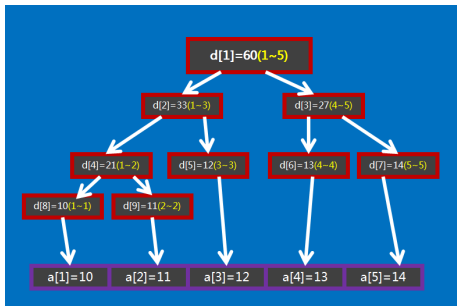 d[1]=60(1~5)
d[2]=33(1~3) d[3]=27(4~5)
d[4]=21(1~2) d[5]=12(3~3) d[6]=13(4~4) d[7]=14(5~5)
d[8]=10(1~1) d[9]=11(2~2)
a[1]=10 a[2]=11 a[3]=12 a[4]=13 a[5]=14